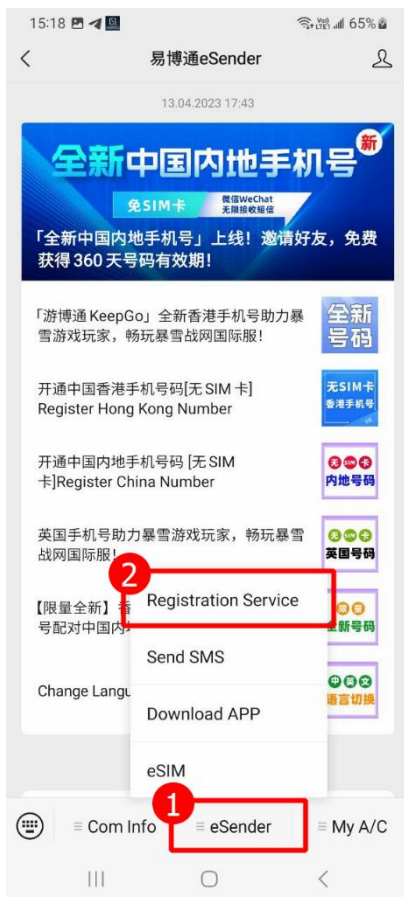 15:18 65%
易博通eSender
13.04.2023 17:43
新
全新中国内地手机号
免SIM卡
微信WeChat
无限接收短信
「全新中国内地手机号」上线！邀请好友，免费
获得 360 天号码有效期！
「游博通 KeepGo」全新香港手机号助力暴
雪游戏玩家，畅玩暴雪战网国际服！
全新
号码
开通中国香港手机号码[无 SIM 卡]
Register Hong Kong Number
无SIM卡
香港手机号
开通中国内地手机号码 [无 SIM
卡]Register China Number
无 SIM 卡
内地号码
英国手机号助力暴雪游戏玩家，畅玩暴雪
战网国际服！
无 SIM 卡
英国号码
2
Registration Service
【限量全新】香
号配对中国内
限量
全新号码
Send SMS
Change Langu
中 英 文
语言切换
Download APP
eSIM
1
Com Info
eSender
My A/C